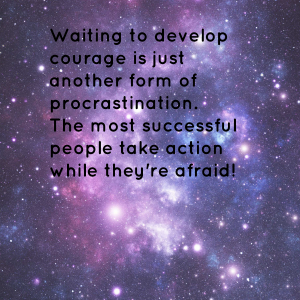 Waiting to develop
courage is just
another form of
procrastination.
The most successful
people take action
while they're afraid!